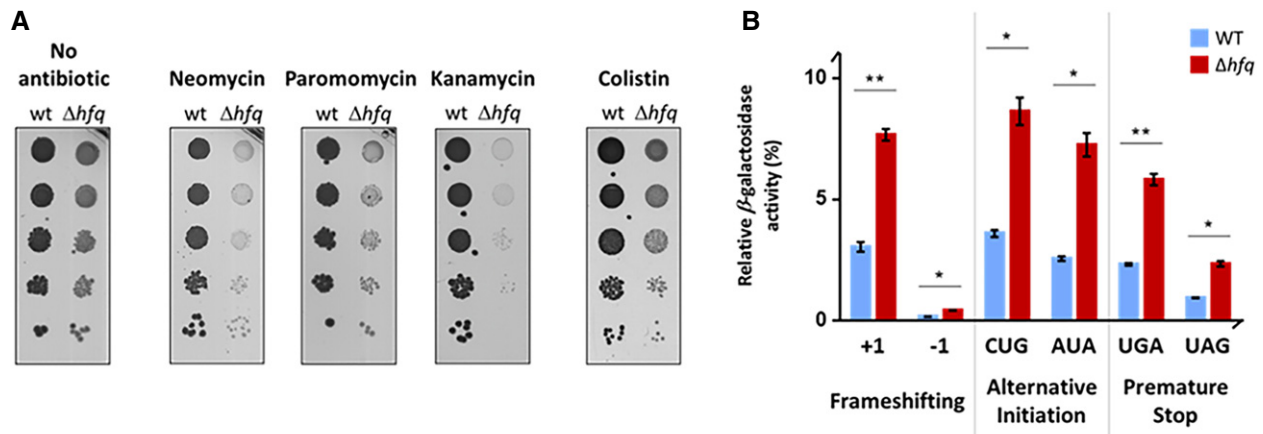 A
No
antibiotic
wt Δhfq
Neomycin
wt Δhfq
Paromomycin
wt Δhfq
Kanamycin
wt Δhfq
Colistin
wt Δhfq
B
WT
Δhfq
Relative β-galactosidase
activity (%)
10
5
0
**
*
*
*
**
*
+1
-1
CUG
AUA
UGA
UAG
Frameshifting
Alternative
Initiation
Premature
Stop